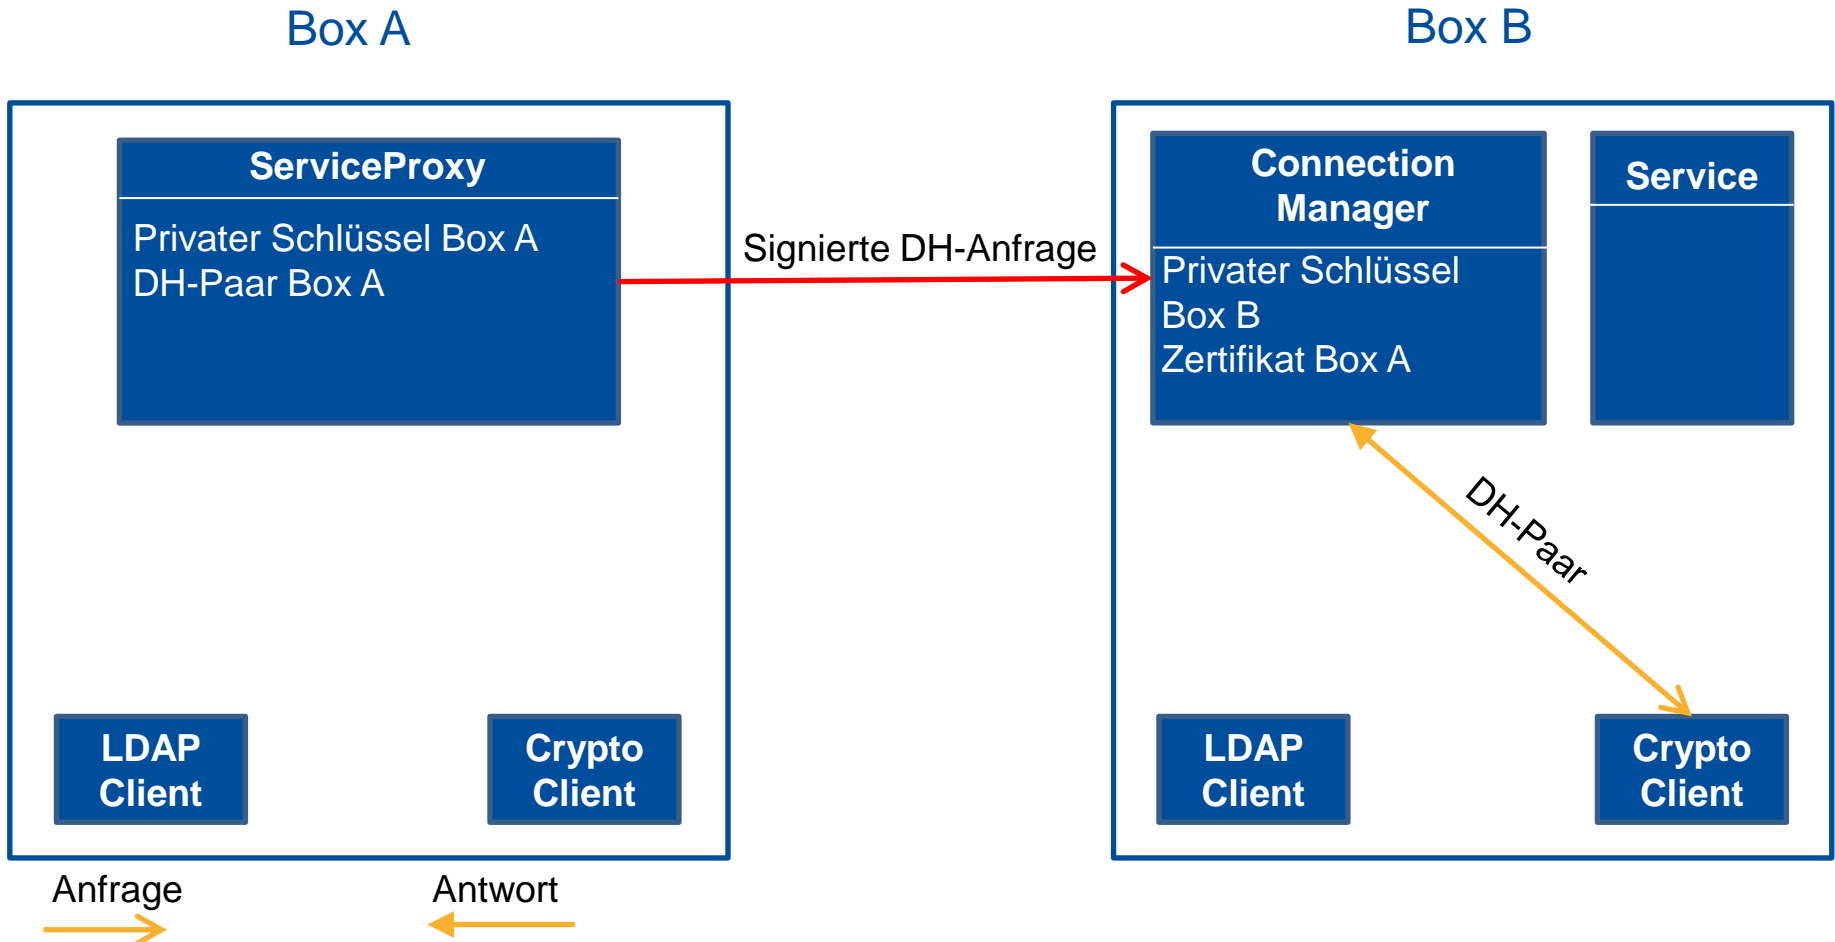 Box A
Box B
ServiceProxy
Privater Schlüssel Box A
DH-Paar Box A
Signierte DH-Anfrage
Connection
Manager
Privater Schlüssel
Box B
Zertifikat Box A
Service
DH-Paar
LDAP
Client
Crypto
Client
LDAP
Client
Crypto
Client
Anfrage
Antwort